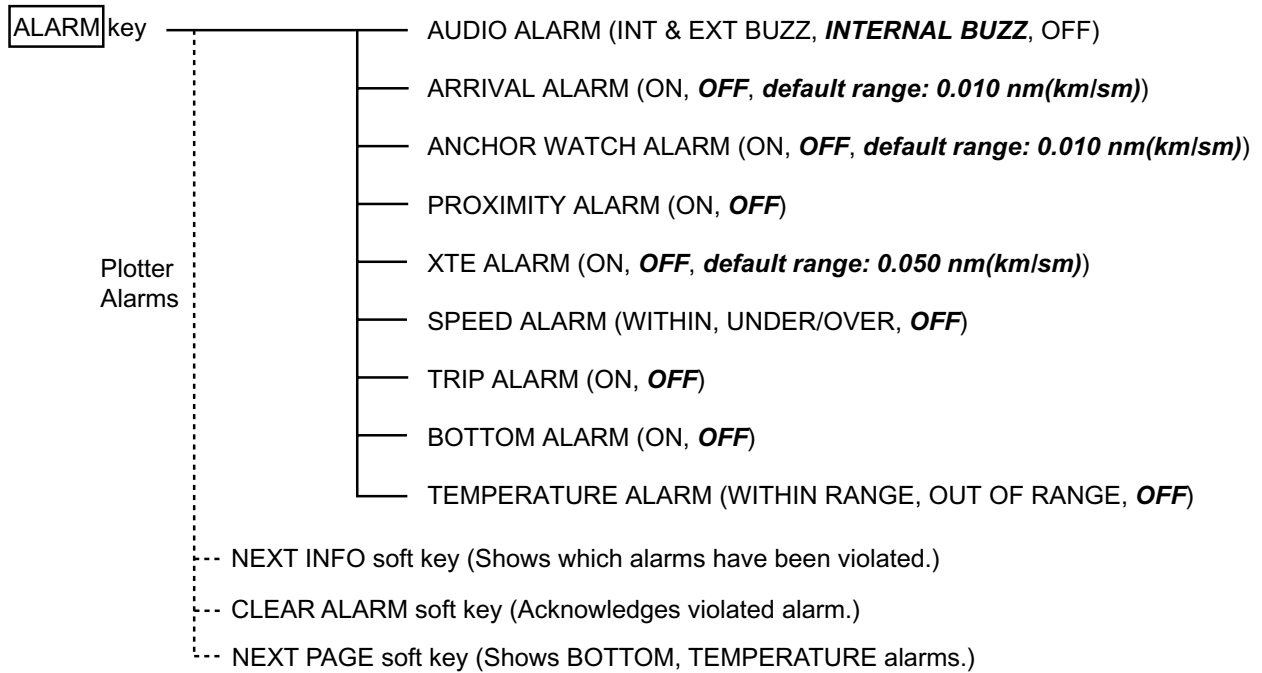 ALARM key
AUDIO ALARM (INT & EXT BUZZ, INTERNAL BUZZ, OFF)
ARRIVAL ALARM (ON, OFF, default range: 0.010 nm(km/sm))
ANCHOR WATCH ALARM (ON, OFF, default range: 0.010 nm(km/sm))
PROXIMITY ALARM (ON, OFF)
Plotter
Alarms
XTE ALARM (ON, OFF, default range: 0.050 nm(km/sm))
SPEED ALARM (WITHIN, UNDER/OVER, OFF)
TRIP ALARM (ON, OFF)
BOTTOM ALARM (ON, OFF)
TEMPERATURE ALARM (WITHIN RANGE, OUT OF RANGE, OFF)
NEXT INFO soft key (Shows which alarms have been violated.)
CLEAR ALARM soft key (Acknowledges violated alarm.)
NEXT PAGE soft key (Shows BOTTOM, TEMPERATURE alarms.)